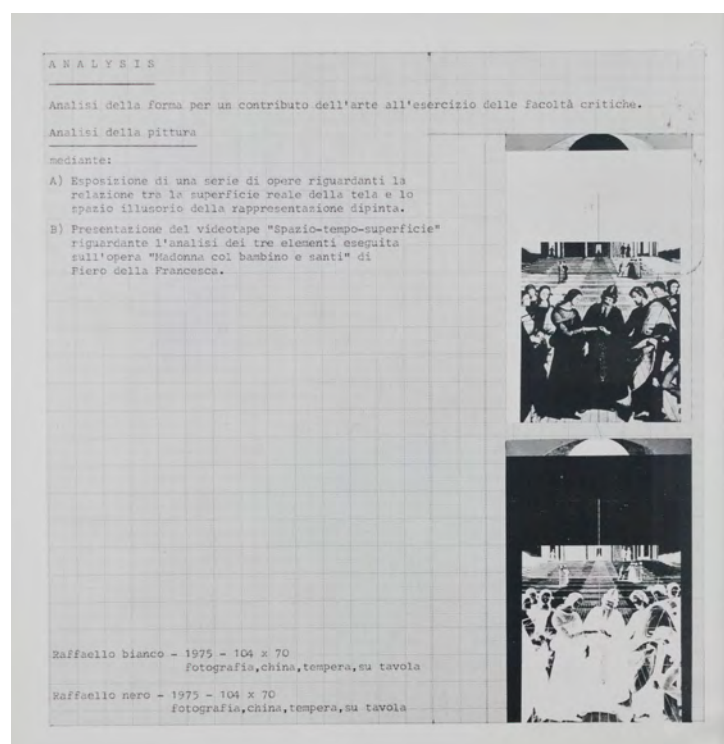 A N A L Y S I S
Analisi della forma per un contributo dell'arte all'esercizio delle facoltà critiche.
Analisi della pittura
mediante:
A) Esposizione di una serie di opere riguardanti la
relazione tra la superficie reale della tela e lo
spazio illusorio della rappresentazione dipinta.
B) Presentazione del videotape "Spazio-tempo-superficie"
riguardante l'analisi dei tre elementi eseguita
sull'opera "Madonna col bambino e santi" di
Piero della Francesca.
Raffaello bianco - 1975 - 104 x 70
fotografia,china,tempera,su tavola
Raffaello nero - 1975 - 104 x 70
fotografia,china,tempera,su tavola